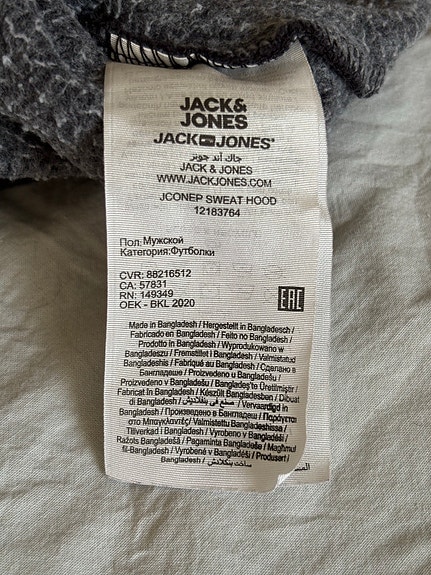 JACK&
JONES
JACK JONES®
جاك أند جونز
JACK & JONES
WWW.JACKJONES.COM
JCONEP SWEAT HOOD
12183764
Пол: Мужской
Категория: Футболки
CVR: 88216512
CA: 57831
RN: 149349
OEK - BKL 2020
EAC
Made in Bangladesh / Hergestellt in Bangladesch /
Fabricado en Bangladesh / Feito no Bangladesh /
Prodotto in Bangladesh / Wyprodukowano w
Bangladeszu / Fremstillet i Bangladesh / Valmistatud
Bangladeshis / Fabriqué au Bangladesh / Сделано в
Бангладеше / Proizvedeno u Bangladešu /
Proizvedeno v Bangladešu / Bangladeş'te Üretilmiştir /
Fabricat în Bangladesh / Készült Bangladesben / Dibuat
di Bangladesh / صنع في بنغلاديش / Vervaardigd in
Bangladesh / Произведено в Бангладеш / Παράγεται
στο Μπαγκλαντές / Valmistettu Bangladeshissa /
Tillverkad i Bangladesh / Vyrobeno v Bangladéši /
Ražots Bangladešā / Pagaminta Bangladeše / Magħmul
fil-Bangladesh / Vyrobené v Bangladéši / Produsert i
Bangladesh / ساخت بنگلادش